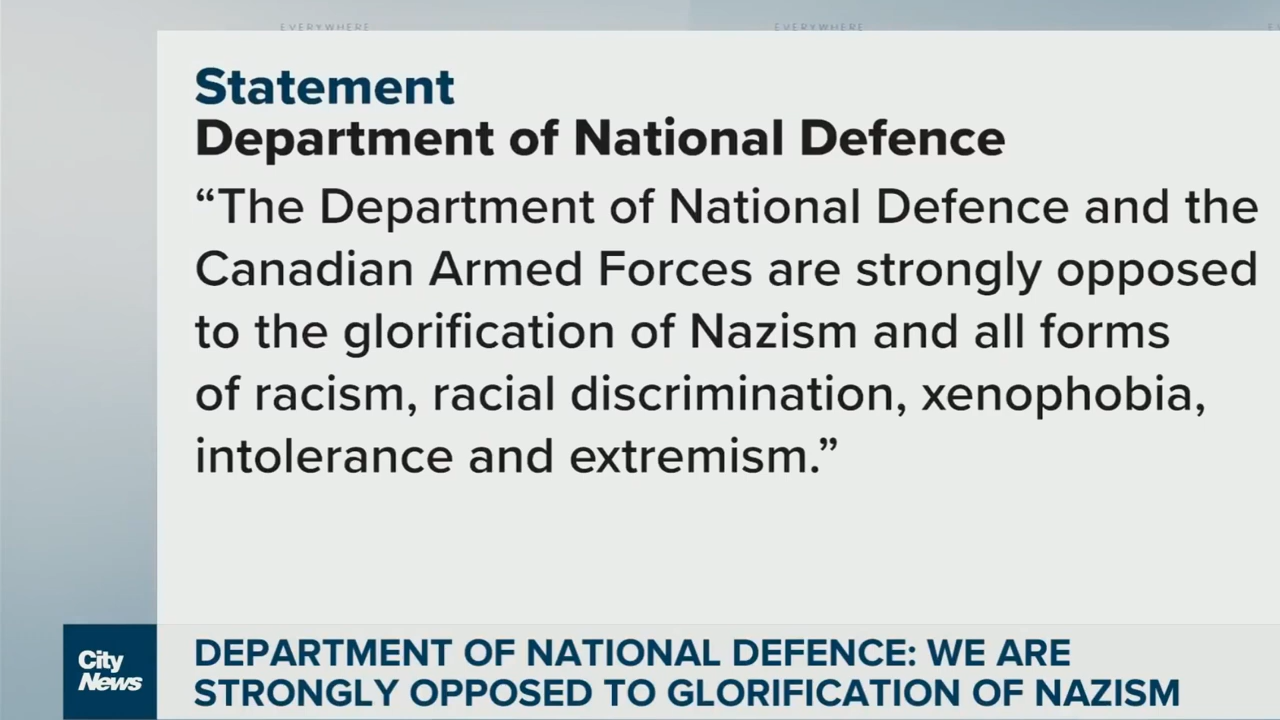 EVERYWHERE EVERYWHERE
Statement
Department of National Defence
“The Department of National Defence and the
Canadian Armed Forces are strongly opposed
to the glorification of Nazism and all forms
of racism, racial discrimination, xenophobia,
intolerance and extremism.”
City
News
DEPARTMENT OF NATIONAL DEFENCE: WE ARE
STRONGLY OPPOSED TO GLORIFICATION OF NAZISM